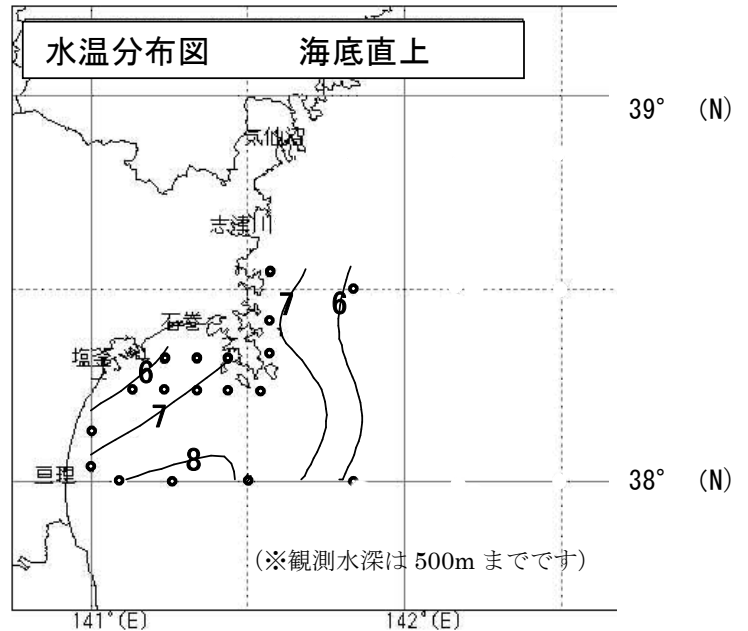 水温分布図 海底直上
39° (N)
気仙沼
志津川
7 6
石巻
塩釜
6
7
8
亘理
38° (N)
(※観測水深は 500m までです)
141°(E) 142°(E)